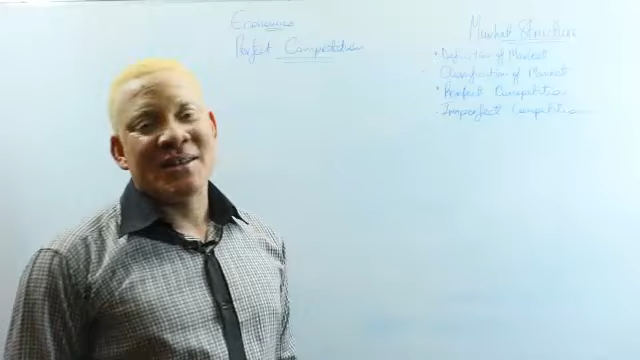 Economics
Perfect Competition
Market Structure
• Definition of Market
• Classification of Market
• Perfect Competition
• Imperfect Competition